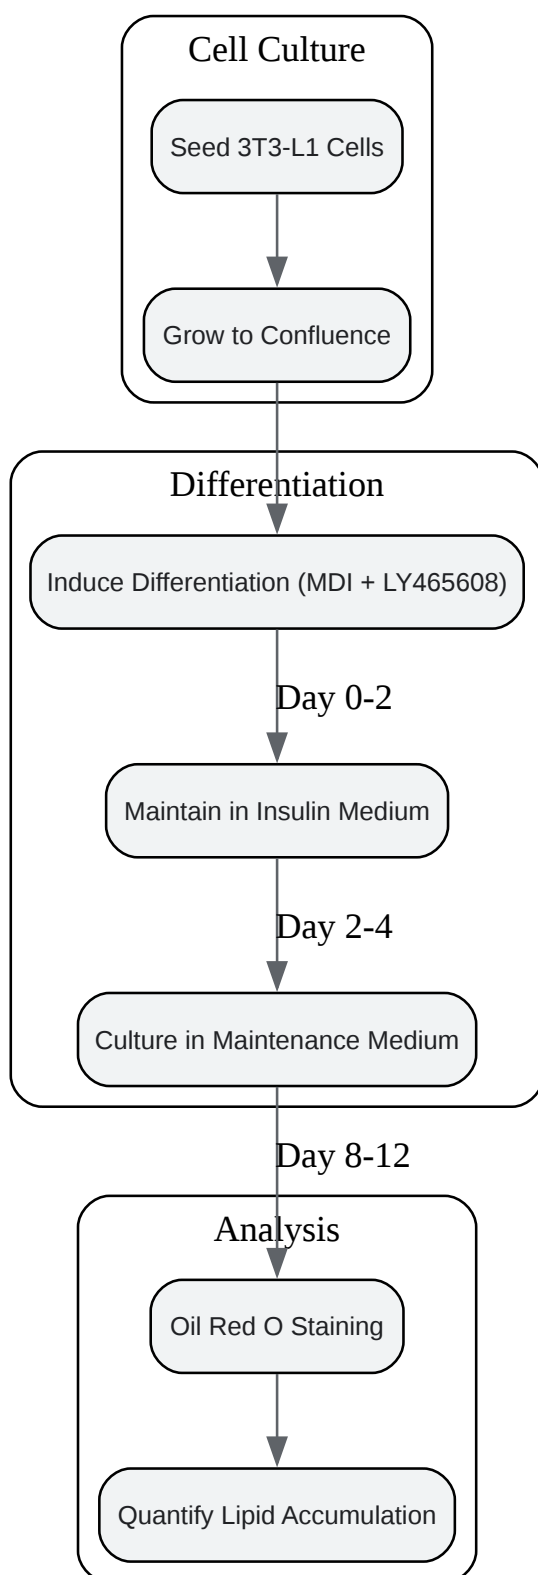 Cell Culture
Seed 3T3-L1 Cells
Grow to Confluence
Differentiation
Induce Differentiation (MDI + LY465608)
Day 0-2
Maintain in Insulin Medium
Day 2-4
Culture in Maintenance Medium
Day 8-12
Analysis
Oil Red O Staining
Quantify Lipid Accumulation